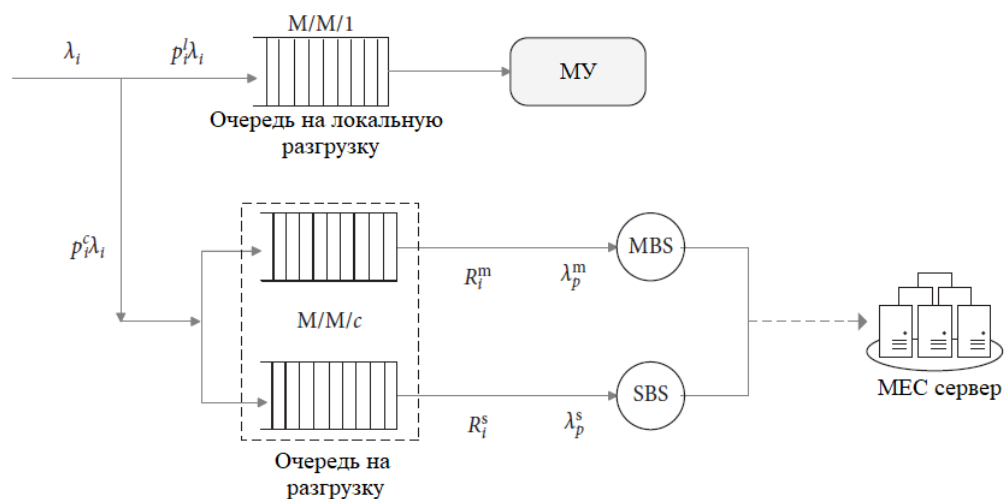 M/M/1
λᵢ
pᵢˡλᵢ
МУ
Очередь на локальную
разгрузку
pᵢᶜλᵢ
MBS
Rᵢᵐ
λₚᵐ
M/M/c
MEC сервер
SBS
Rᵢˢ
λₚˢ
Очередь на
разгрузку